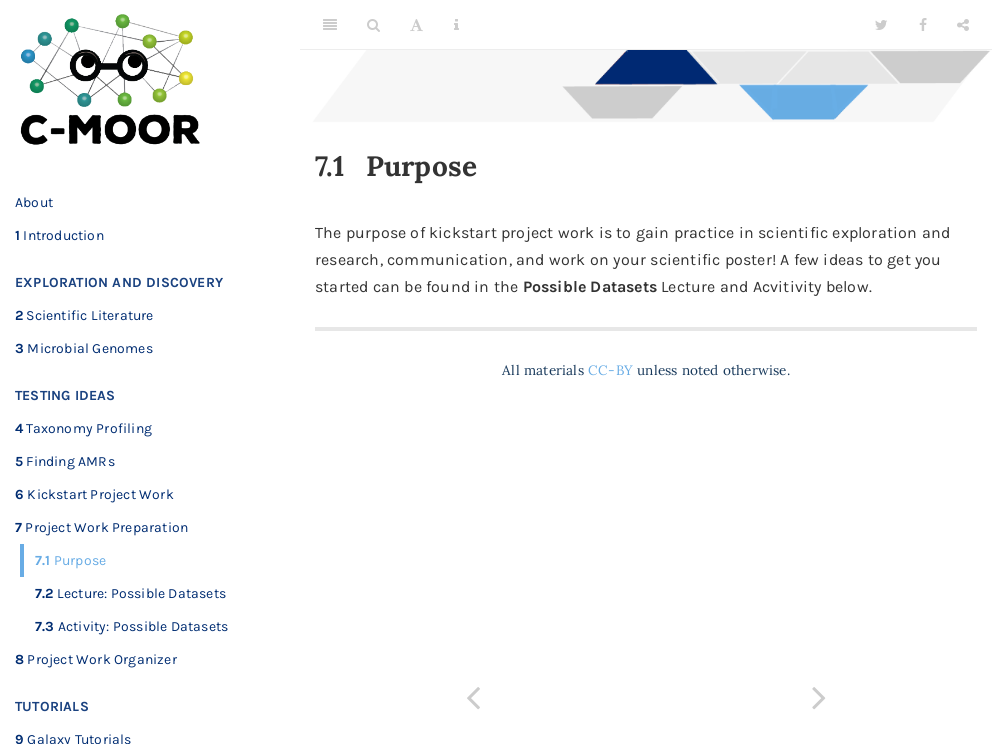 C-MOOR
About
1 Introduction
EXPLORATION AND DISCOVERY
2 Scientific Literature
3 Microbial Genomes
TESTING IDEAS
4 Taxonomy Profiling
5 Finding AMRs
6 Kickstart Project Work
7 Project Work Preparation
7.1 Purpose
7.2 Lecture: Possible Datasets
7.3 Activity: Possible Datasets
8 Project Work Organizer
TUTORIALS
9 Galaxy Tutorials
A
7.1 Purpose
The purpose of kickstart project work is to gain practice in scientific exploration and
research, communication, and work on your scientific poster! A few ideas to get you
started can be found in the Possible Datasets Lecture and Acvitivity below.
All materials CC-BY unless noted otherwise.